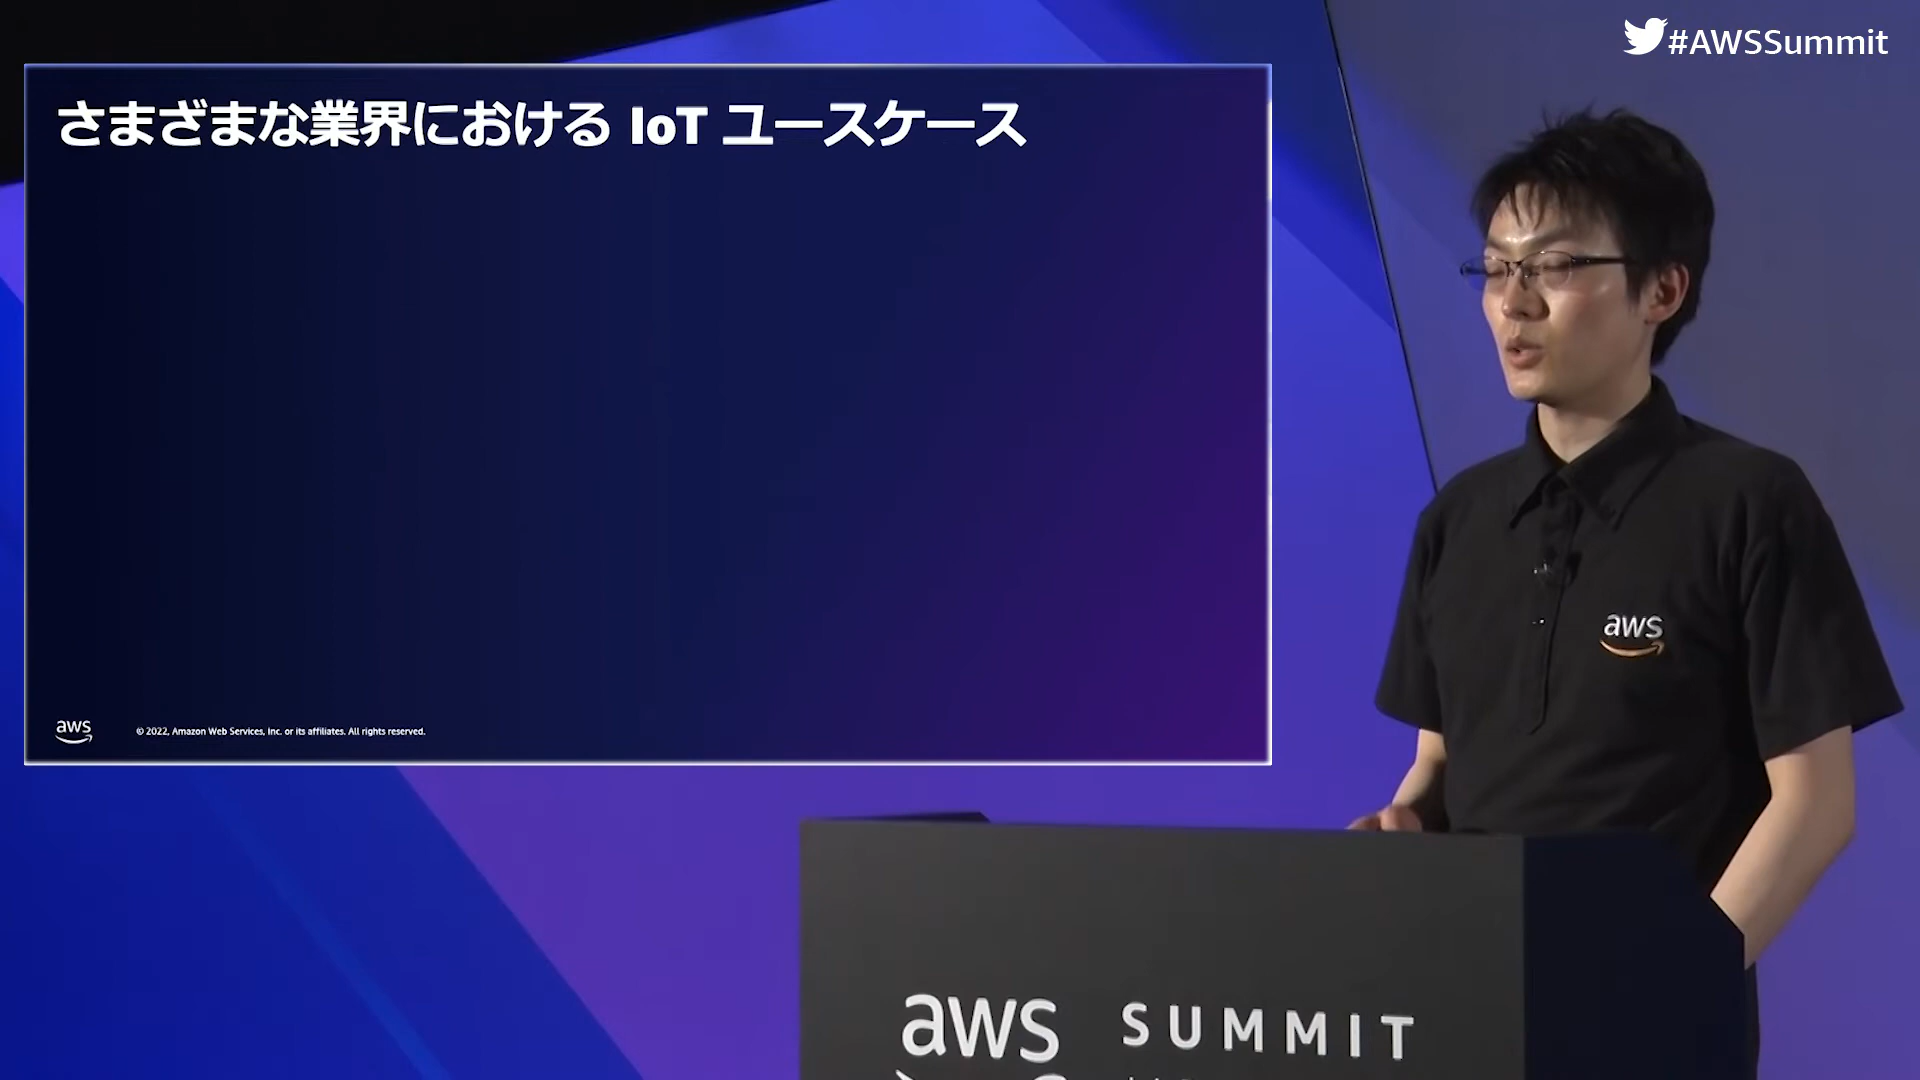 #AWSSummit
さまざまな業界における IoT ユースケース
aws
© 2022, Amazon Web Services, Inc. or its affiliates. All rights reserved.
aws
aws SUMMIT